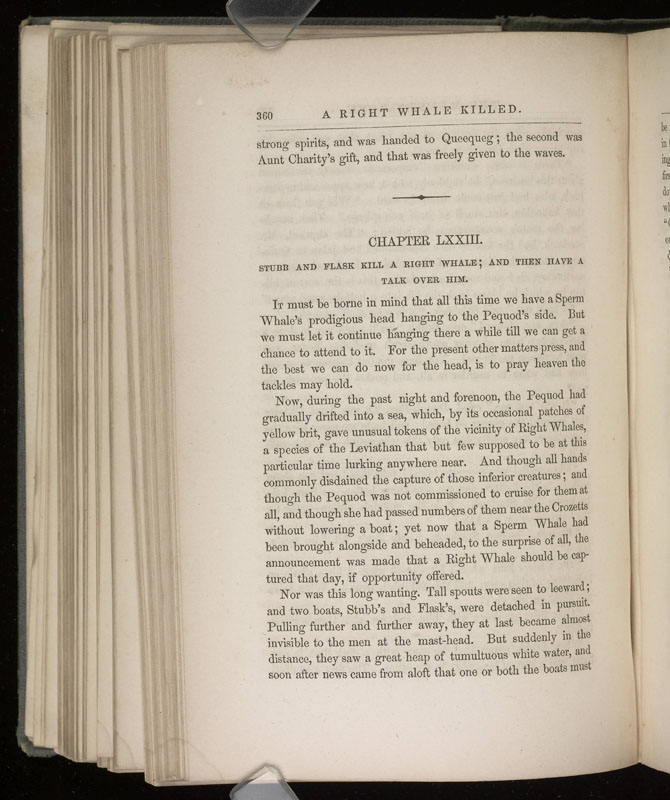 360 A RIGHT WHALE KILLED.
strong spirits, and was handed to Queequeg; the second was
Aunt Charity's gift, and that was freely given to the waves.
CHAPTER LXXIII.
STUBB AND FLASK KILL A RIGHT WHALE; AND THEN HAVE A
TALK OVER HIM.
It must be borne in mind that all this time we have a Sperm
Whale's prodigious head hanging to the Pequod's side. But
we must let it continue hanging there a while till we can get a
chance to attend to it. For the present other matters press, and
the best we can do now for the head, is to pray heaven the
tackles may hold.
Now, during the past night and forenoon, the Pequod had
gradually drifted into a sea, which, by its occasional patches of
yellow brit, gave unusual tokens of the vicinity of Right Whales,
a species of the Leviathan that but few supposed to be at this
particular time lurking anywhere near. And though all hands
commonly disdained the capture of those inferior creatures; and
though the Pequod was not commissioned to cruise for them at
all, and though she had passed numbers of them near the Crozetts
without lowering a boat; yet now that a Sperm Whale had
been brought alongside and beheaded, to the surprise of all, the
announcement was made that a Right Whale should be cap-
tured that day, if opportunity offered.
Nor was this long wanting. Tall spouts were seen to leeward;
and two boats, Stubb's and Flask's, were detached in pursuit.
Pulling further and further away, they at last became almost
invisible to the men at the mast-head. But suddenly in the
distance, they saw a great heap of tumultuous white water, and
soon after news came from aloft that one or both the boats must